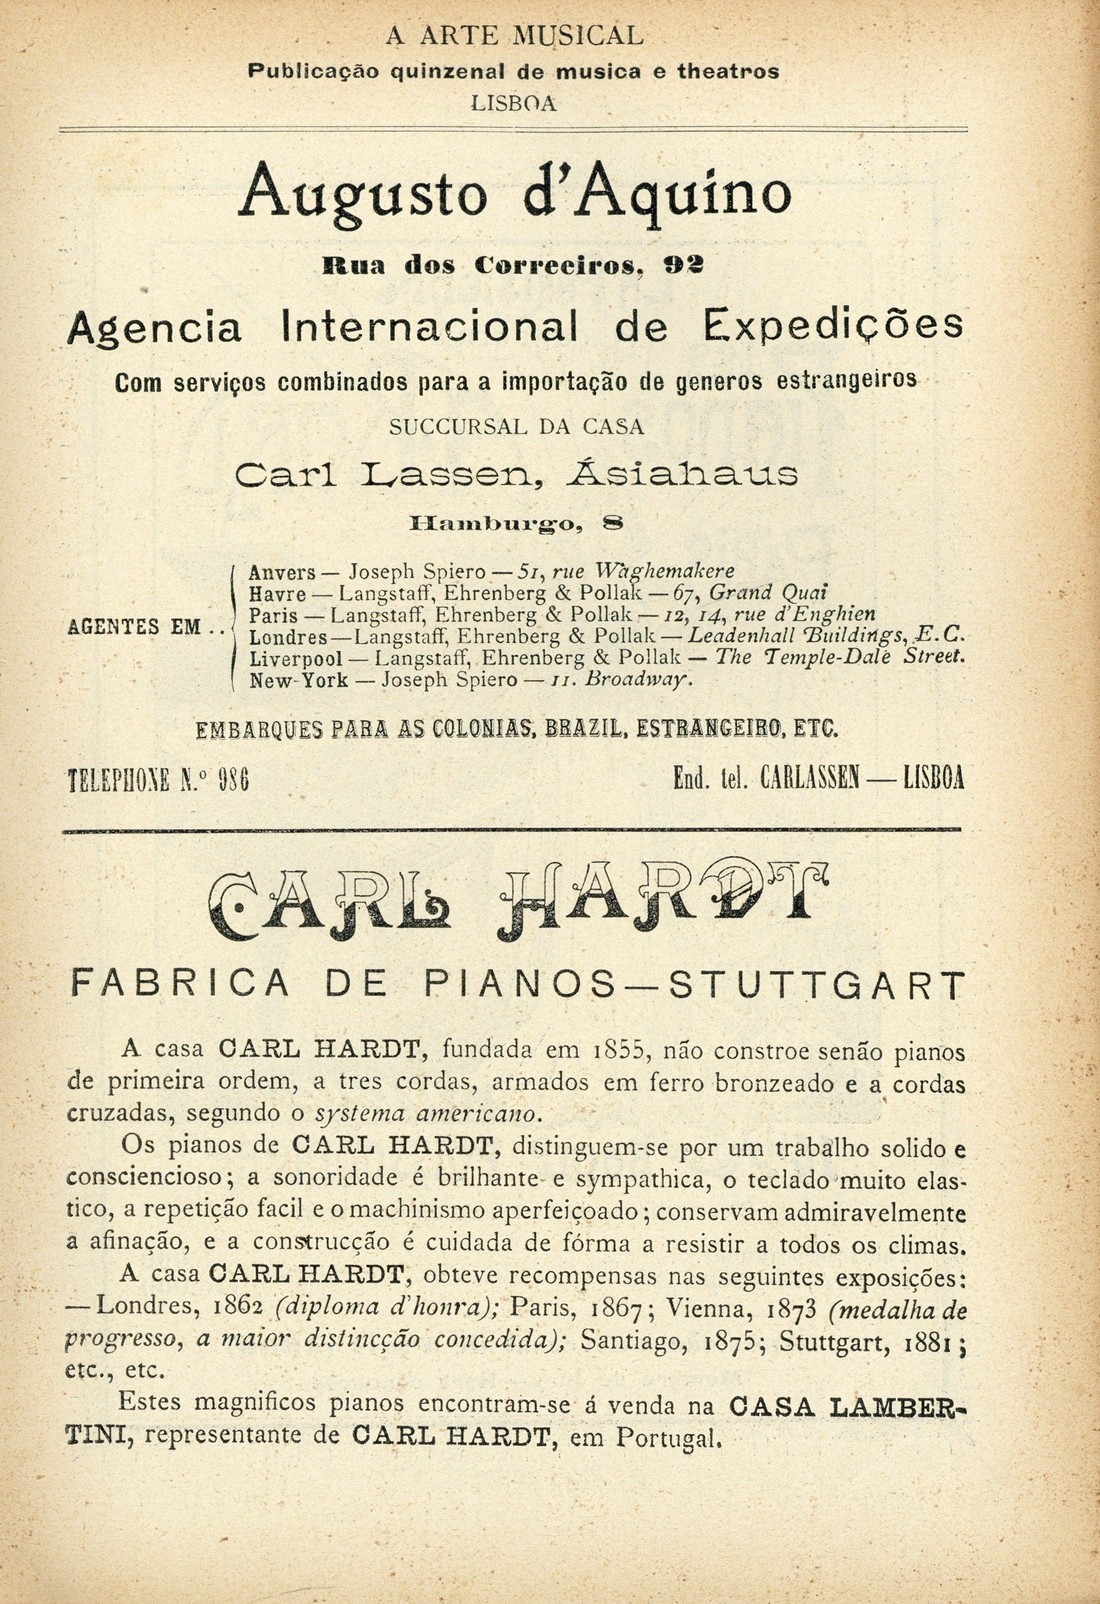 A ARTE MUSICAL
Publicação quinzenal de musica e theatros
LISBOA
Augusto d'Aquino
Rua dos Correeiros, 92
Agencia Internacional de Expedições
Com serviços combinados para a importação de generos estrangeiros
SUCCURSAL DA CASA
Carl Lassen, Ásiahaus
Hamburgo, 8
AGENTES EM ..
Anvers — Joseph Spiero — 51, rue Waghemakere
Havre — Langstaff, Ehrenberg & Pollak — 67, Grand Quai
Paris — Langstaff, Ehrenberg & Pollak — 12, 14, rue d'Enghien
Londres — Langstaff, Ehrenberg & Pollak — Leadenhall Buildings, E.C.
Liverpool — Langstaff, Ehrenberg & Pollak — The Temple-Dale Street.
New-York — Joseph Spiero — 11. Broadway.
EMBARQUES PARA AS COLONIAS, BRAZIL, ESTRANGEIRO, ETC.
TELEPHONE N.º 986
End. tel. CARLASSEN — LISBOA
CARL HARDT
FABRICA DE PIANOS—STUTTGART
A casa CARL HARDT, fundada em 1855, não constroe senão pianos
de primeira ordem, a tres cordas, armados em ferro bronzeado e a cordas
cruzadas, segundo o systema americano.
Os pianos de CARL HARDT, distinguem-se por um trabalho solido e
consciencioso; a sonoridade é brilhante e sympathica, o teclado muito elas-
tico, a repetição facil e o machinismo aperfeiçoado; conservam admiravelmente
a afinação, e a construcção é cuidada de fórma a resistir a todos os climas.
A casa CARL HARDT, obteve recompensas nas seguintes exposições:
— Londres, 1862 (diploma d'honra); Paris, 1867; Vienna, 1873 (medalha de
progresso, a maior distincção concedida); Santiago, 1875; Stuttgart, 1881;
etc., etc.
Estes magnificos pianos encontram-se á venda na CASA LAMBER-
TINI, representante de CARL HARDT, em Portugal.